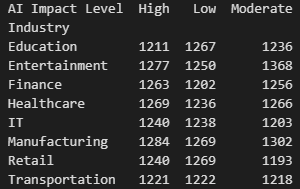 AI Impact Level  High   Low  Moderate
Industry
Education        1211  1267      1236
Entertainment    1277  1250      1368
Finance          1263  1202      1256
Healthcare       1269  1236      1266
IT               1240  1238      1203
Manufacturing    1284  1269      1302
Retail           1240  1269      1193
Transportation   1221  1222      1218